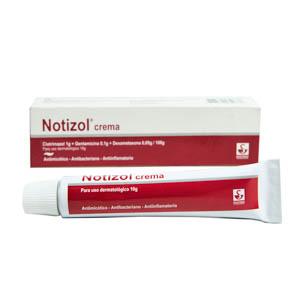 Notizol® crema
Clotrimazol 1g + Gentamicina 0.1g + Dexametasona 0.05g / 100g
Para uso dermatológico 10g
Antimicótico - Antibacteriano - Antiinflamatorio
Notizol crema
Para uso dermatológico 10g
Antimicótico - Antibacteriano - Antiinflamatorio